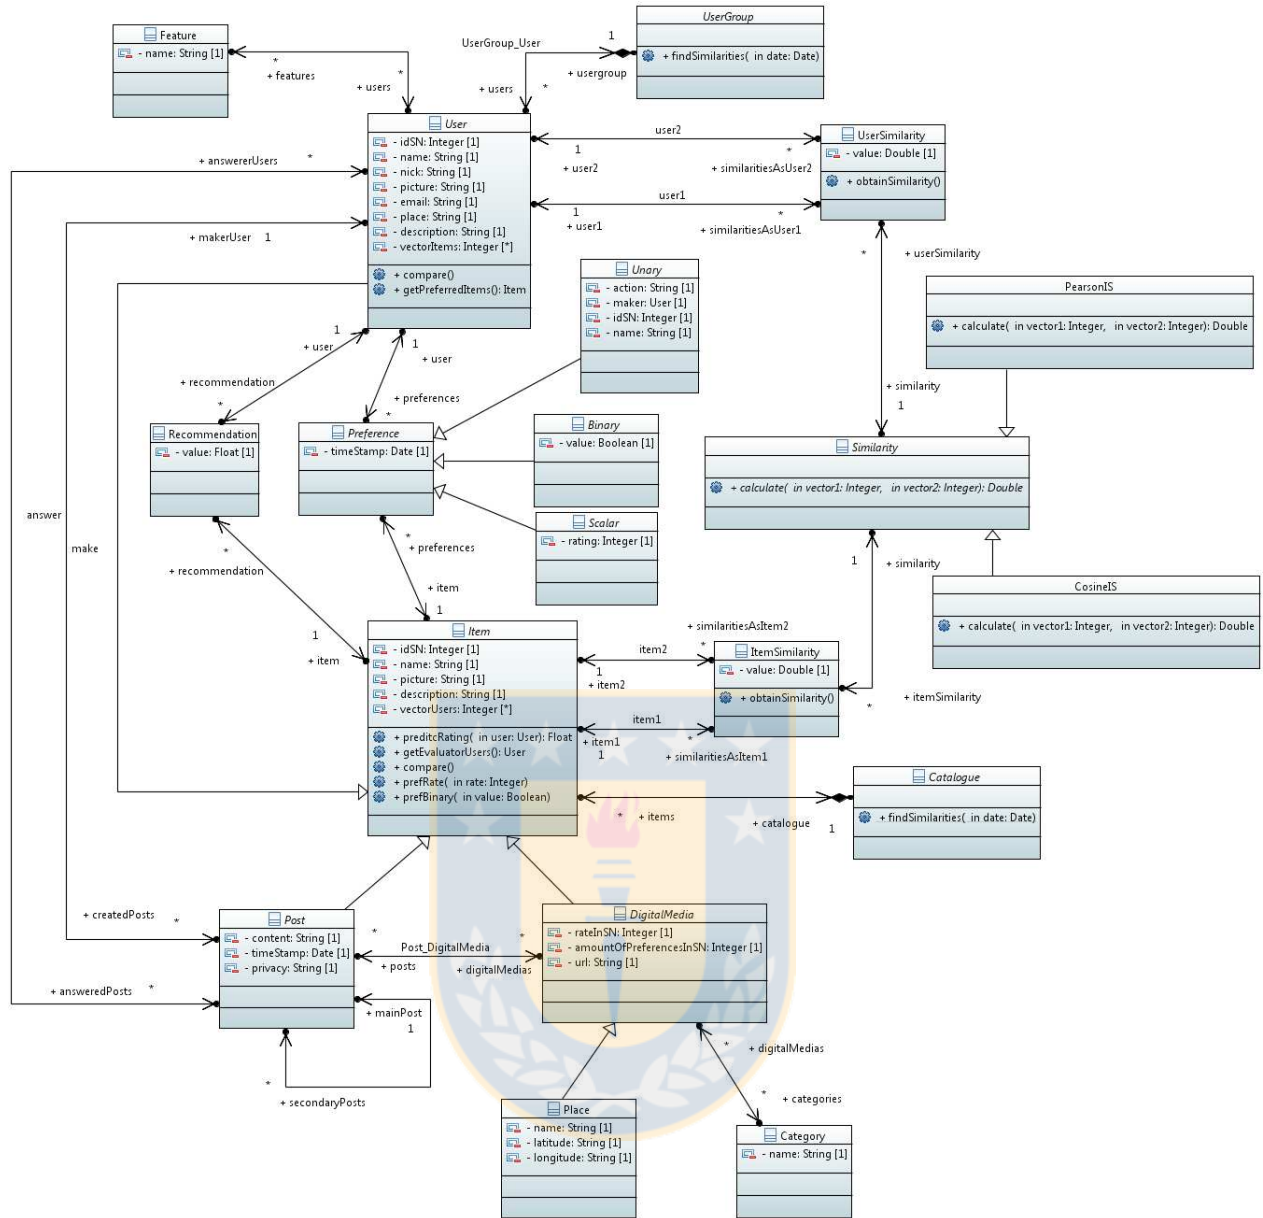 UserGroup
+ findSimilarities( in date: Date)
Feature
- name: String [1]
*
+ features
*
+ users
UserGroup_User
1
+ usergroup
+ users
*
User
- idSN: Integer [1]
- name: String [1]
- nick: String [1]
- picture: String [1]
- email: String [1]
- place: String [1]
- description: String [1]
- vectorItems: Integer [*]
+ compare()
+ getPreferredItems(): Item
user2
1
+ user2
*
+ similaritiesAsUser2
user1
1
+ user1
*
+ similaritiesAsUser1
UserSimilarity
- value: Double [1]
+ obtainSimilarity()
+ answererUsers
*
+ makerUser
1
*
+ userSimilarity
Unary
- action: String [1]
- maker: User [1]
- idSN: Integer [1]
- name: String [1]
PearsonIS
+ calculate( in vector1: Integer, in vector2: Integer): Double
1
+ user
1
+ user
+ recommendation
*
+ preferences
*
+ similarity
1
Recommendation
- value: Float [1]
Preference
- timeStamp: Date [1]
Binary
- value: Boolean [1]
Similarity
+ calculate( in vector1: Integer, in vector2: Integer): Double
Scalar
- rating: Integer [1]
answer
make
*
+ recommendation
*
+ preferences
+ item
1
1
+ similarity
CosineIS
+ calculate( in vector1: Integer, in vector2: Integer): Double
1
+ item
Item
- idSN: Integer [1]
- name: String [1]
- picture: String [1]
- description: String [1]
- vectorUsers: Integer [*]
+ preditcRating( in user: User): Float
+ getEvaluatorUsers(): User
+ compare()
+ prefRate( in rate: Integer)
+ prefBinary( in value: Boolean)
+ similaritiesAsItem2
item2
*
1
+ item2
item1
*
+ item1
1
+ similaritiesAsItem1
ItemSimilarity
- value: Double [1]
+ obtainSimilarity()
*
+ itemSimilarity
Catalogue
+ findSimilarities( in date: Date)
*
+ items
+ catalogue
1
+ createdPosts
*
+ answeredPosts
*
Post
- content: String [1]
- timeStamp: Date [1]
- privacy: String [1]
*
Post_DigitalMedia
*
+ posts
+ digitalMedias
DigitalMedia
- rateInSN: Integer [1]
- amountOfPreferencesInSN: Integer [1]
- url: String [1]
+ mainPost
1
*
+ secondaryPosts
*
+ digitalMedias
*
+ categories
Place
- name: String [1]
- latitude: String [1]
- longitude: String [1]
Category
- name: String [1]